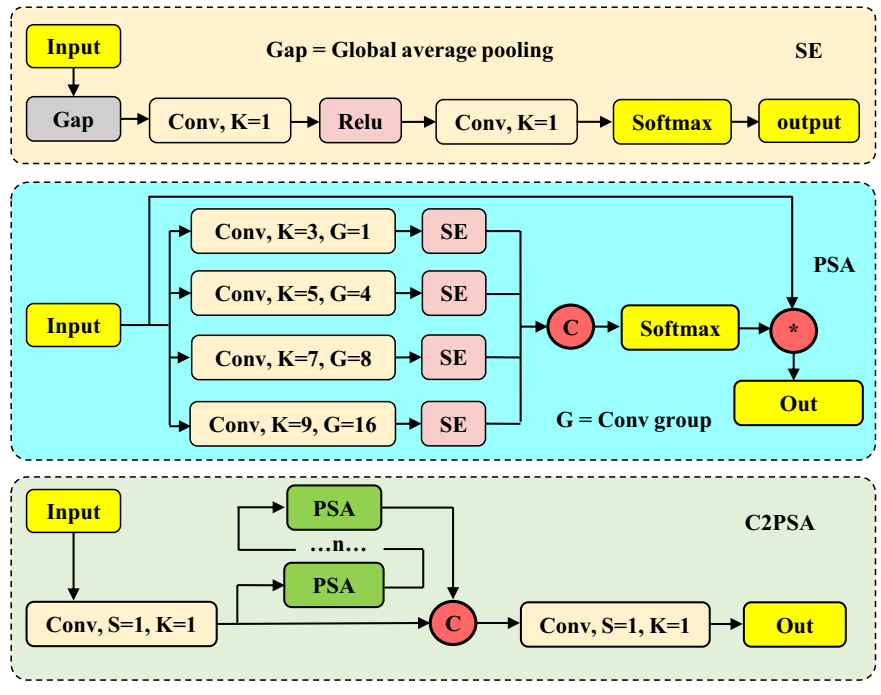 Input
Gap = Global average pooling
SE
Gap
Conv, K=1
Relu
Conv, K=1
Softmax
output
Conv, K=3, G=1
SE
PSA
Conv, K=5, G=4
SE
Input
C
Softmax
*
Conv, K=7, G=8
SE
Out
Conv, K=9, G=16
SE
G = Conv group
Input
PSA
C2PSA
...n...
PSA
Conv, S=1, K=1
C
Conv, S=1, K=1
Out